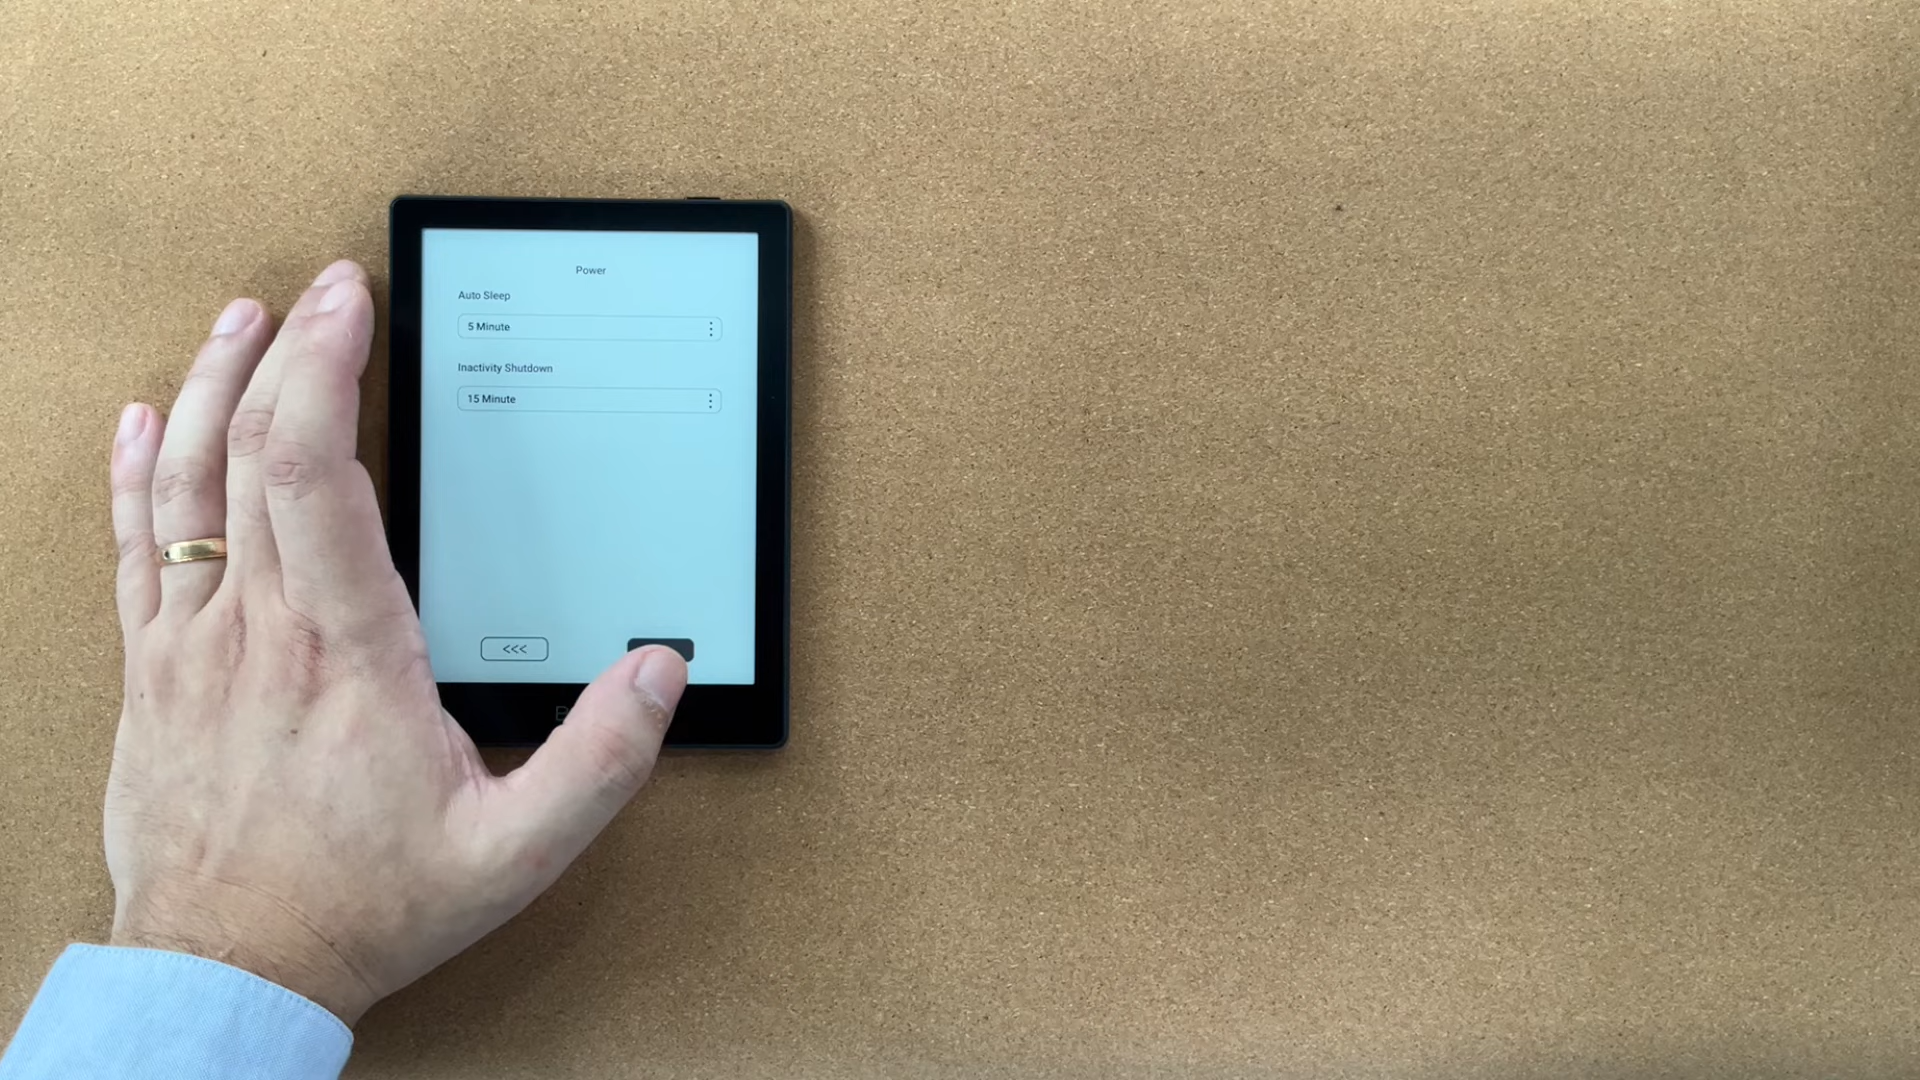 Power
Auto Sleep
5 Minute
Inactivity Shutdown
15 Minute
<<<